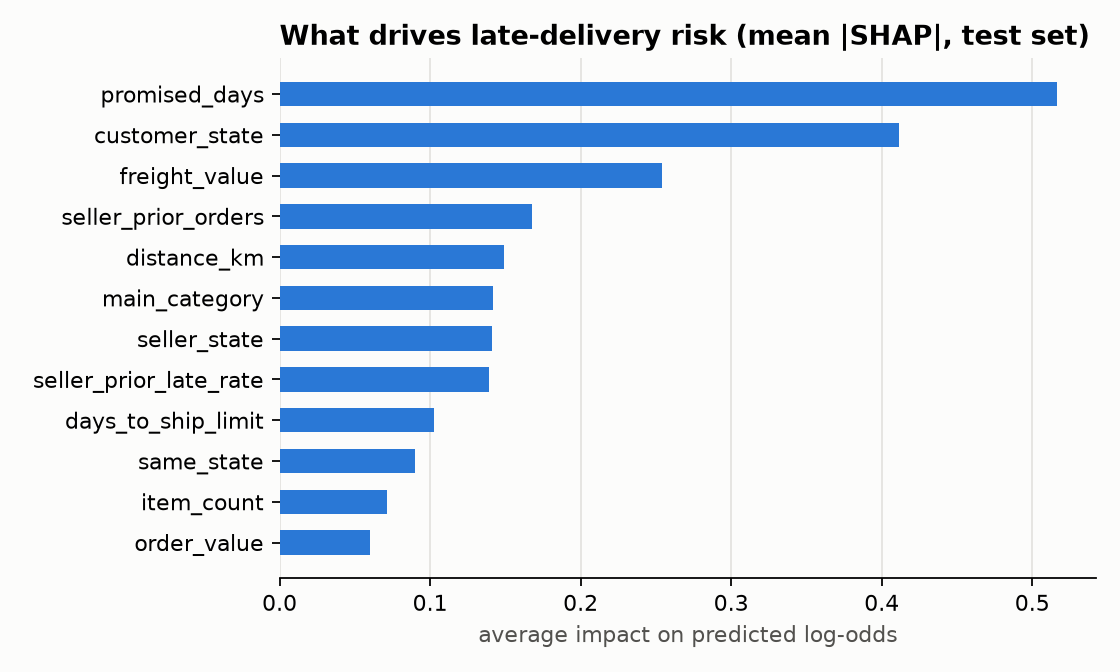 What drives late-delivery risk (mean |SHAP|, test set)
promised_days
customer_state
freight_value
seller_prior_orders
distance_km
main_category
seller_state
seller_prior_late_rate
days_to_ship_limit
same_state
item_count
order_value
0.0 0.1 0.2 0.3 0.4 0.5
average impact on predicted log-odds